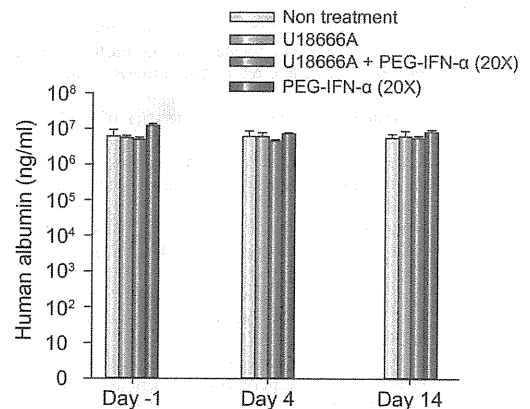 Non treatment
U18666A
U18666A + PEG-IFN-α (20X)
PEG-IFN-α (20X)
Human albumin (ng/ml)
10⁸
10⁷
10⁶
10⁵
10⁴
10³
10²
10
0
Day -1 Day 4 Day 14